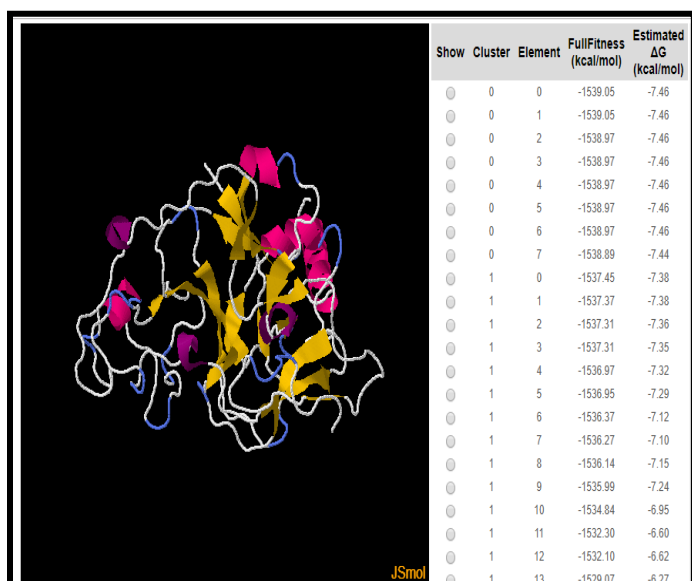 Show Cluster Element FullFitness (kcal/mol) Estimated ΔG (kcal/mol)
0 0 -1539.05 -7.46
0 1 -1539.05 -7.46
0 2 -1538.97 -7.46
0 3 -1538.97 -7.46
0 4 -1538.97 -7.46
0 5 -1538.97 -7.46
0 6 -1538.97 -7.46
0 7 -1538.89 -7.44
1 0 -1537.45 -7.38
1 1 -1537.37 -7.38
1 2 -1537.31 -7.36
1 3 -1537.31 -7.35
1 4 -1536.97 -7.32
1 5 -1536.95 -7.29
1 6 -1536.37 -7.12
1 7 -1536.27 -7.10
1 8 -1536.14 -7.15
1 9 -1535.99 -7.24
1 10 -1534.84 -6.95
1 11 -1532.30 -6.60
1 12 -1532.10 -6.62
1 13 -1529.07 -6.27
JSmol